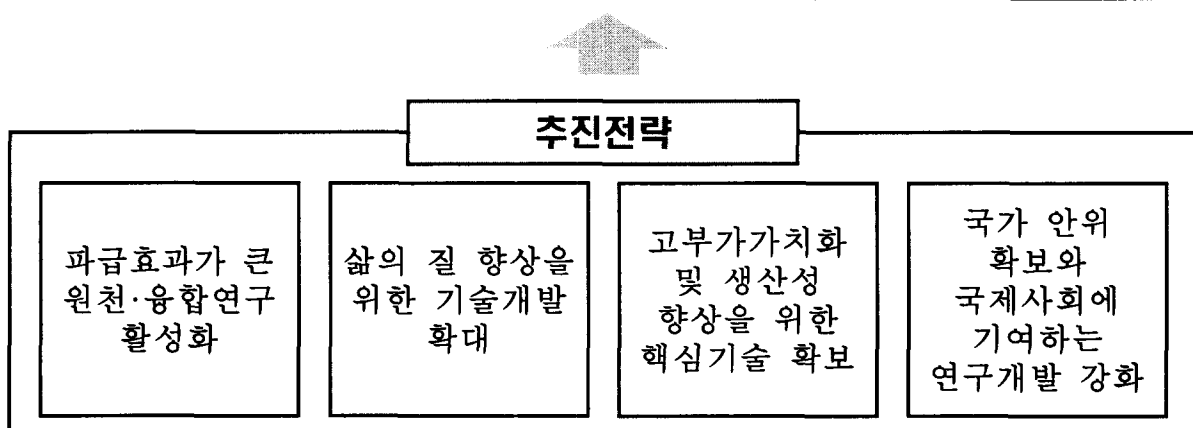 추진전략
파급효과가 큰
원천·융합연구
활성화
삶의 질 향상을
위한 기술개발
확대
고부가가치화
및 생산성
향상을 위한
핵심기술 확보
국가 안위
확보와
국제사회에
기여하는
연구개발 강화